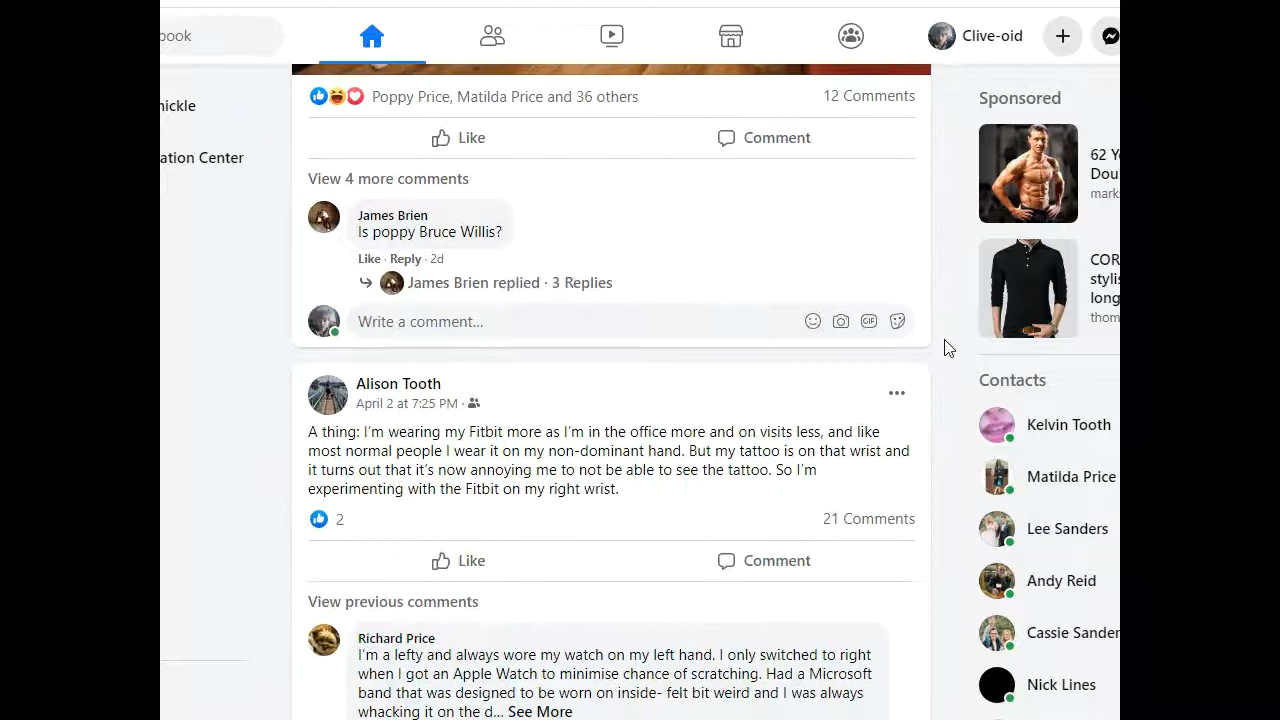 book
Clive-oid
nickle
ation Center
Poppy Price, Matilda Price and 36 others
12 Comments
Like
Comment
View 4 more comments
James Brien
Is poppy Bruce Willis?
Like · Reply · 2d
James Brien replied · 3 Replies
Write a comment...
GIF
Alison Tooth
April 2 at 7:25 PM ·
A thing: I'm wearing my Fitbit more as I'm in the office more and on visits less, and like
most normal people I wear it on my non-dominant hand. But my tattoo is on that wrist and
it turns out that it's now annoying me to not be able to see the tattoo. So I'm
experimenting with the Fitbit on my right wrist.
2
21 Comments
Like
Comment
View previous comments
Richard Price
I'm a lefty and always wore my watch on my left hand. I only switched to right
when I got an Apple Watch to minimise chance of scratching. Had a Microsoft
band that was designed to be worn on inside- felt bit weird and I was always
whacking it on the d... See More
Sponsored
62 Y
Dou
mark
COR
stylis
long
thom
Contacts
Kelvin Tooth
Matilda Price
Lee Sanders
Andy Reid
Cassie Sander
Nick Lines